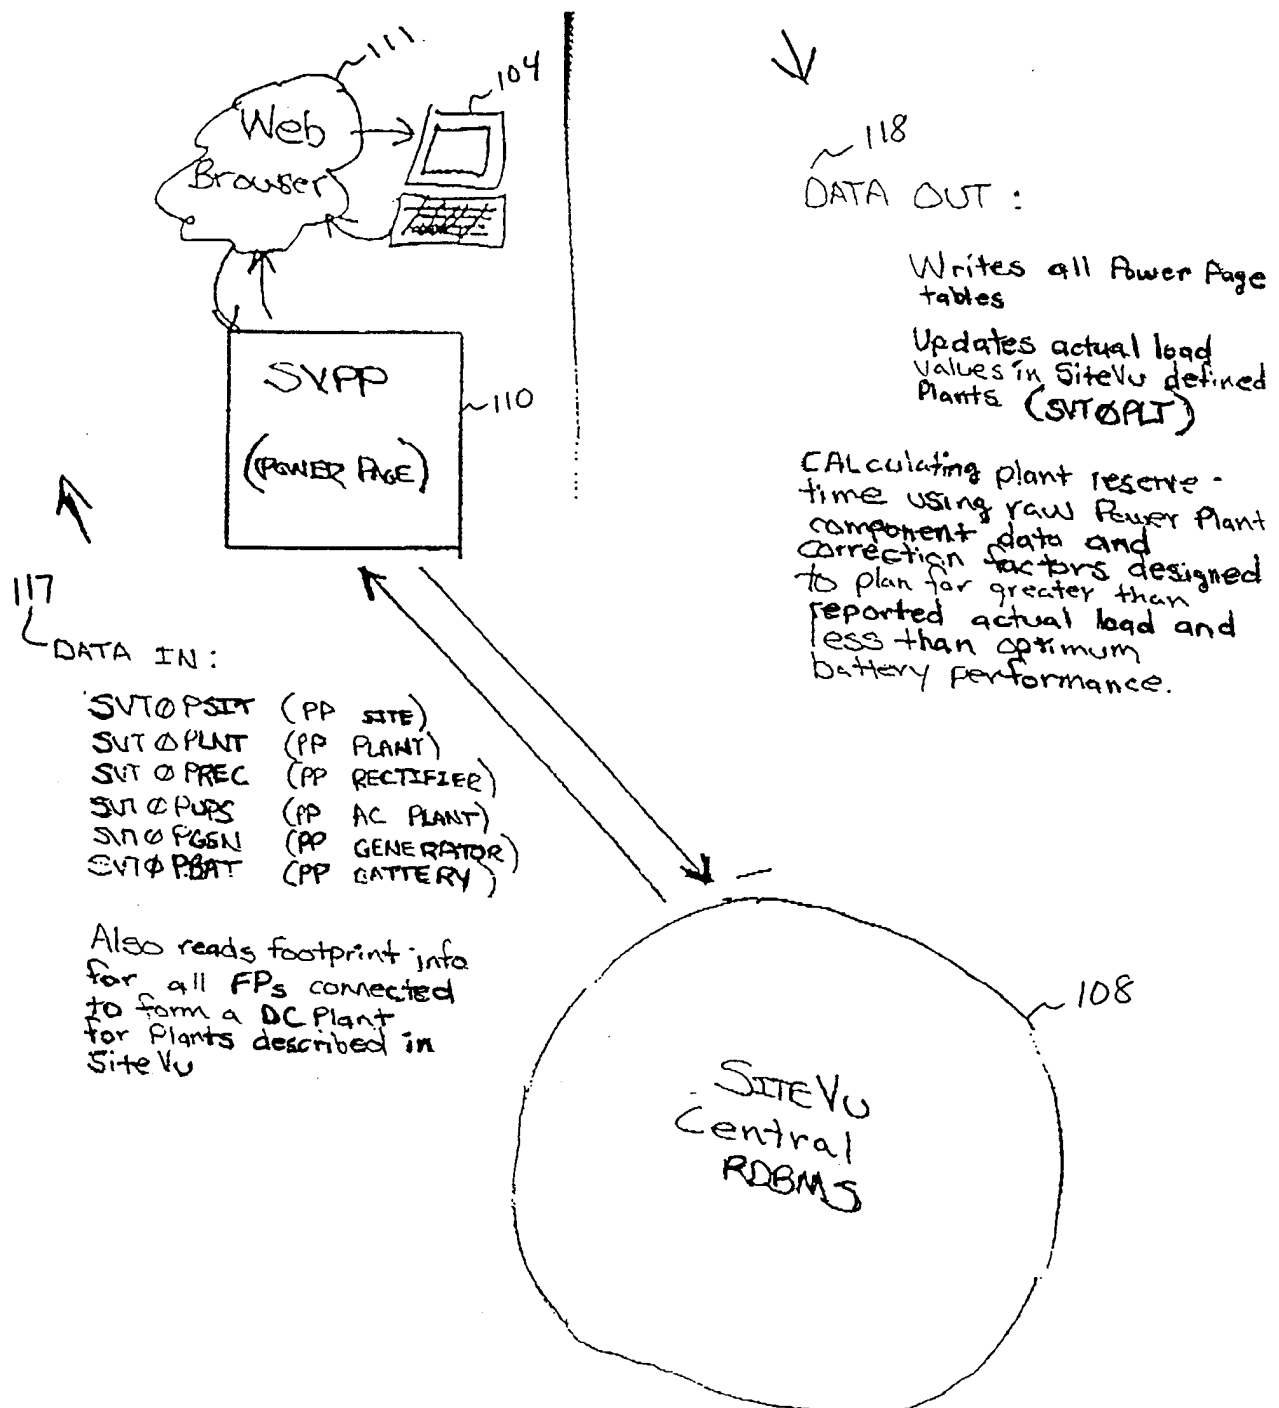 111
Web
Browser
104
SVPP
(POWER PAGE)
110
117
DATA IN:
SVTØPSIT (PP SITE)
SVTØPLNT (PP PLANT)
SVTØPREC (PP RECTIFIER)
SVTØPUPS (PP AC PLANT)
SVTØPGEN (PP GENERATOR)
SVTØPBAT (PP BATTERY)
Also reads footprint info
for all FPs connected
to form a DC Plant
for Plants described in
SiteVu
118
DATA OUT:
Writes all Power Page
tables
Updates actual load
values in SiteVu defined
Plants (SVTØPLT)
CALculating plant reserve-
time using raw Power Plant
component data and
correction factors designed
to plan for greater than
reported actual load and
less than optimum
battery performance.
108
SITEVU
Central
RDBMS